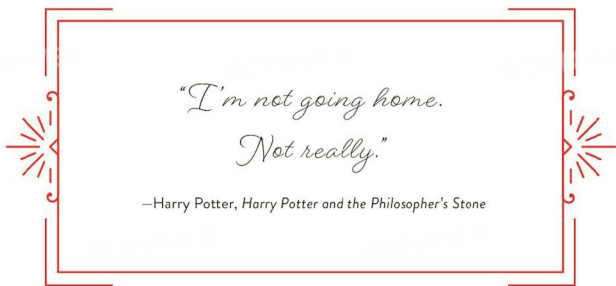 “I’m not going home.
Not really.”
—Harry Potter, Harry Potter and the Philosopher’s Stone